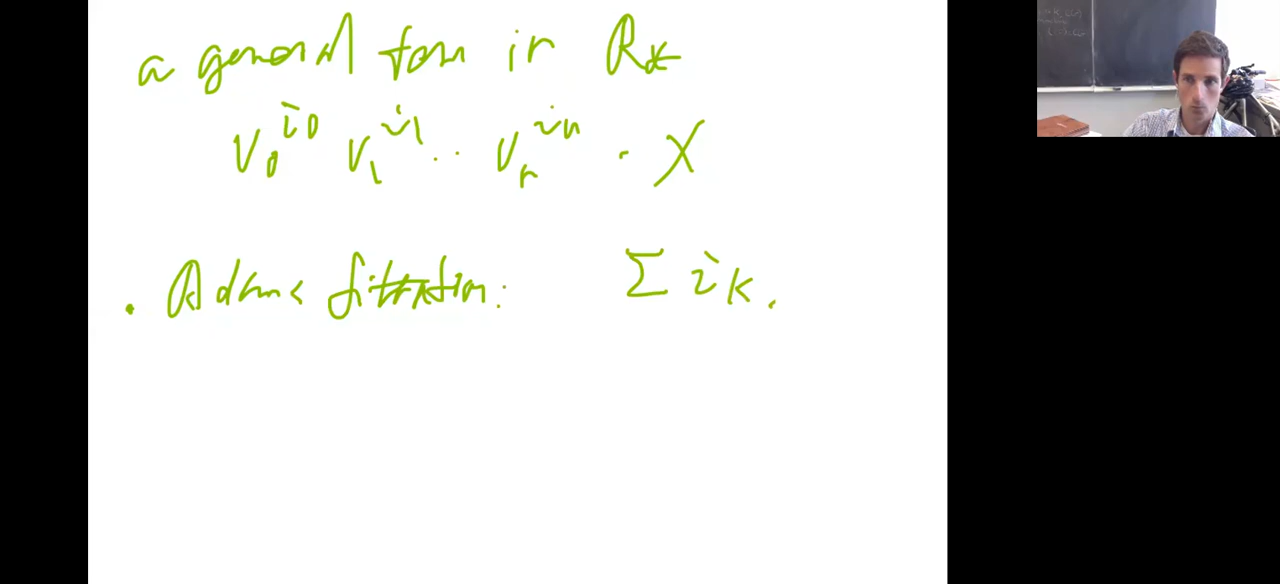 a general form in R*
V₀^i0 V₁^i1 .. Vₙ^in · X
. Adams filtration: Σ iₖ.